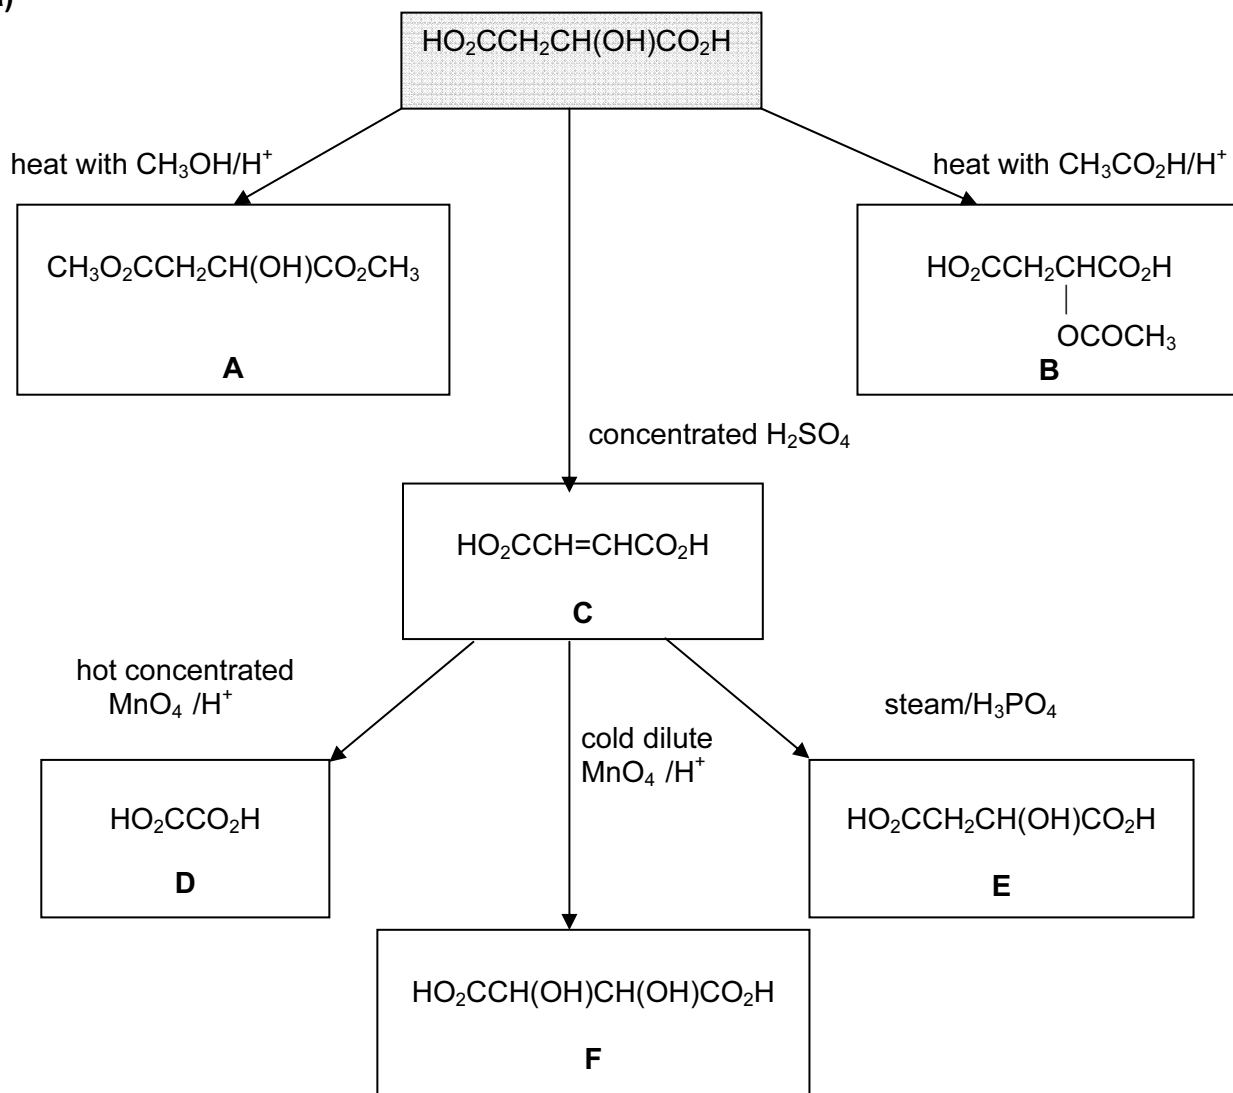 HO₂CCH₂CH(OH)CO₂H
heat with CH₃OH/H⁺
heat with CH₃CO₂H/H⁺
CH₃O₂CCH₂CH(OH)CO₂CH₃
A
HO₂CCH₂CHCO₂H
OCOCH₃
B
concentrated H₂SO₄
HO₂CCH=CHCO₂H
C
hot concentrated
MnO₄ /H⁺
cold dilute
MnO₄ /H⁺
steam/H₃PO₄
HO₂CCO₂H
D
HO₂CCH₂CH(OH)CO₂H
E
HO₂CCH(OH)CH(OH)CO₂H
F